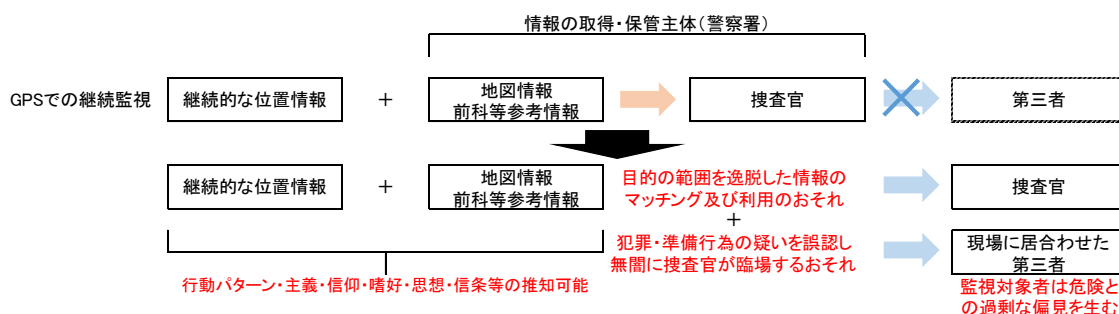 情報の取得・保管主体(警察署)
GPSでの継続監視
継続的な位置情報
+
地図情報
前科等参考情報
捜査官
第三者
継続的な位置情報
+
地図情報
前科等参考情報
目的の範囲を逸脱した情報の
マッチング及び利用のおそれ
+
犯罪・準備行為の疑いを誤認し
無闇に捜査官が臨場するおそれ
捜査官
現場に居合わせた
第三者
行動パターン・主義・信仰・嗜好・思想・信条等の推知可能
監視対象者は危険と
の過剰な偏見を生む